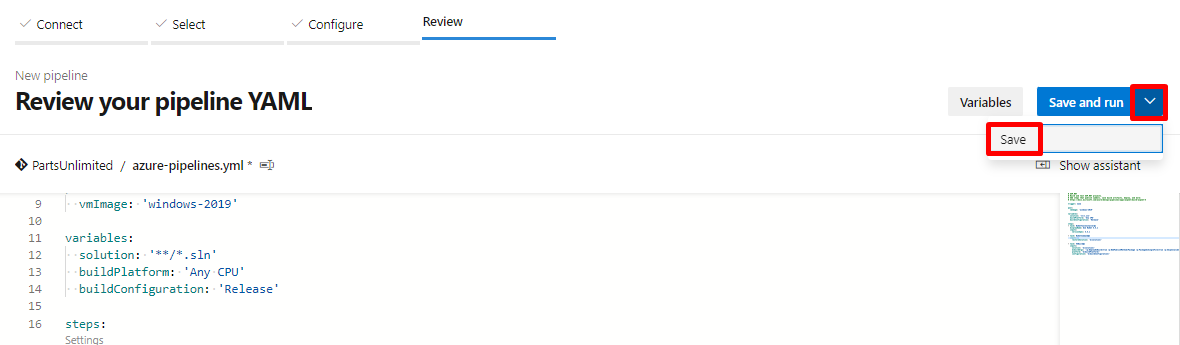 Connect Select Configure Review
New pipeline
Review your pipeline YAML
Variables Save and run
Save
PartsUnlimited / azure-pipelines.yml *
Show assistant
9 vmImage: 'windows-2019'
10
11 variables:
12 solution: '**/*.sln'
13 buildPlatform: 'Any CPU'
14 buildConfiguration: 'Release'
15
16 steps:
Settings